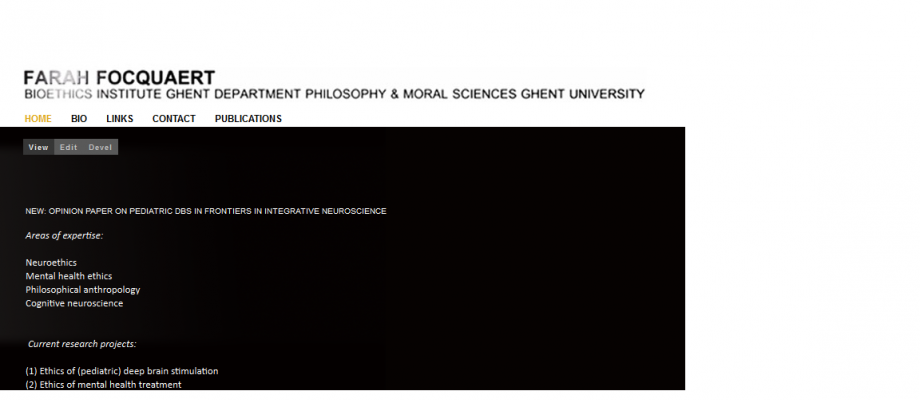 FARAH FOCQUAERT
BIOETHICS INSTITUTE GHENT DEPARTMENT PHILOSOPHY & MORAL SCIENCES GHENT UNIVERSITY
HOME BIO LINKS CONTACT PUBLICATIONS
View Edit Devel
NEW: OPINION PAPER ON PEDIATRIC DBS IN FRONTIERS IN INTEGRATIVE NEUROSCIENCE
Areas of expertise:
Neuroethics
Mental health ethics
Philosophical anthropology
Cognitive neuroscience
Current research projects:
(1) Ethics of (pediatric) deep brain stimulation
(2) Ethics of mental health treatment